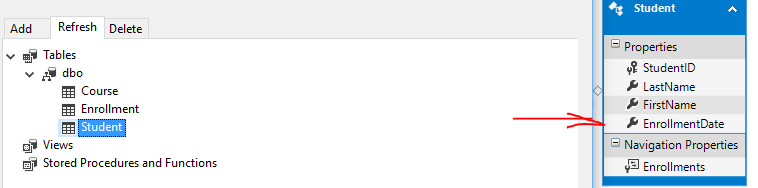 Add Refresh Delete
Tables
dbo
Course
Enrollment
Student
Views
Stored Procedures and Functions
Student
Properties
StudentID
LastName
FirstName
EnrollmentDate
Navigation Properties
Enrollments